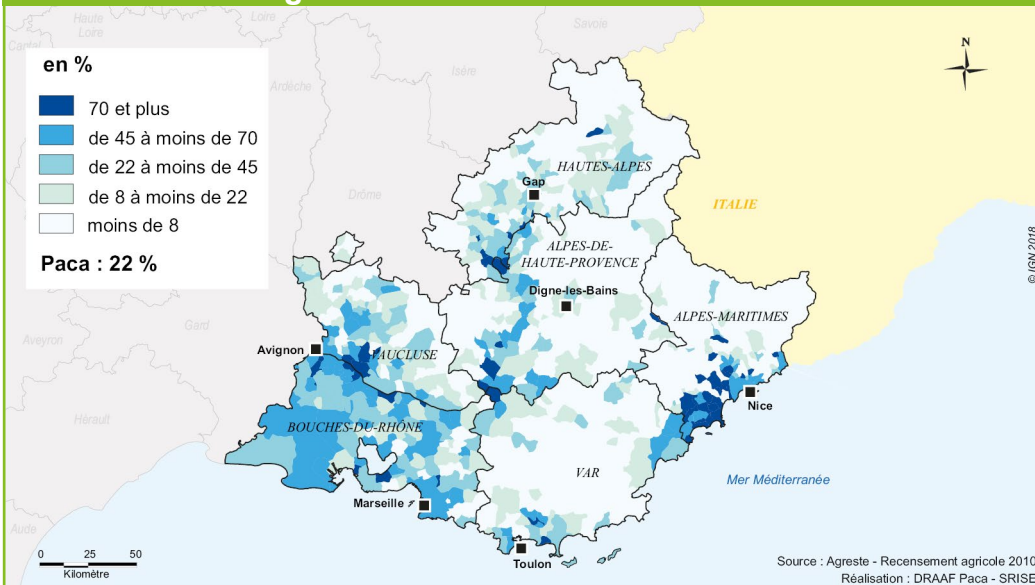 en %
70 et plus
de 45 à moins de 70
de 22 à moins de 45
de 8 à moins de 22
moins de 8
Paca : 22 %
Haute
Loire
Loire
Savoie
Cantal
Isère
Ardèche
Drôme
Gard
Aveyron
Hérault
Aude
N
ITALIE
HAUTES-ALPES
Gap
ALPES-DE-
HAUTE-PROVENCE
Digne-les-Bains
ALPES-MARITIMES
Avignon
VAUCLUSE
Nice
BOUCHES-DU-RHÔNE
VAR
Mer Méditerranée
Marseille
Toulon
0 25 50
Kilomètre
© IGN 2018
Source : Agreste - Recensement agricole 2010
Réalisation : DRAAF Paca - SRISE